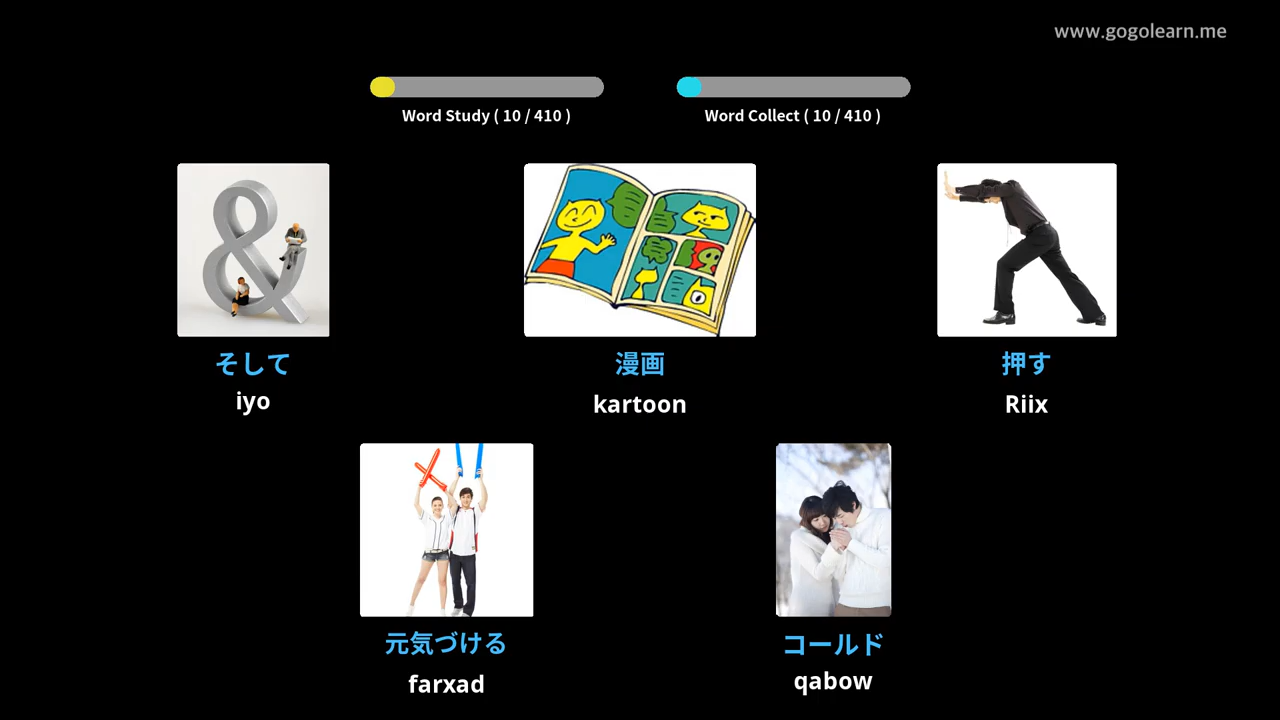 www.gogolearn.me
Word Study ( 10 / 410 )
Word Collect ( 10 / 410 )
&
そして
iyo
漫画
kartoon
押す
Riix
元気づける
farxad
コールド
qabow